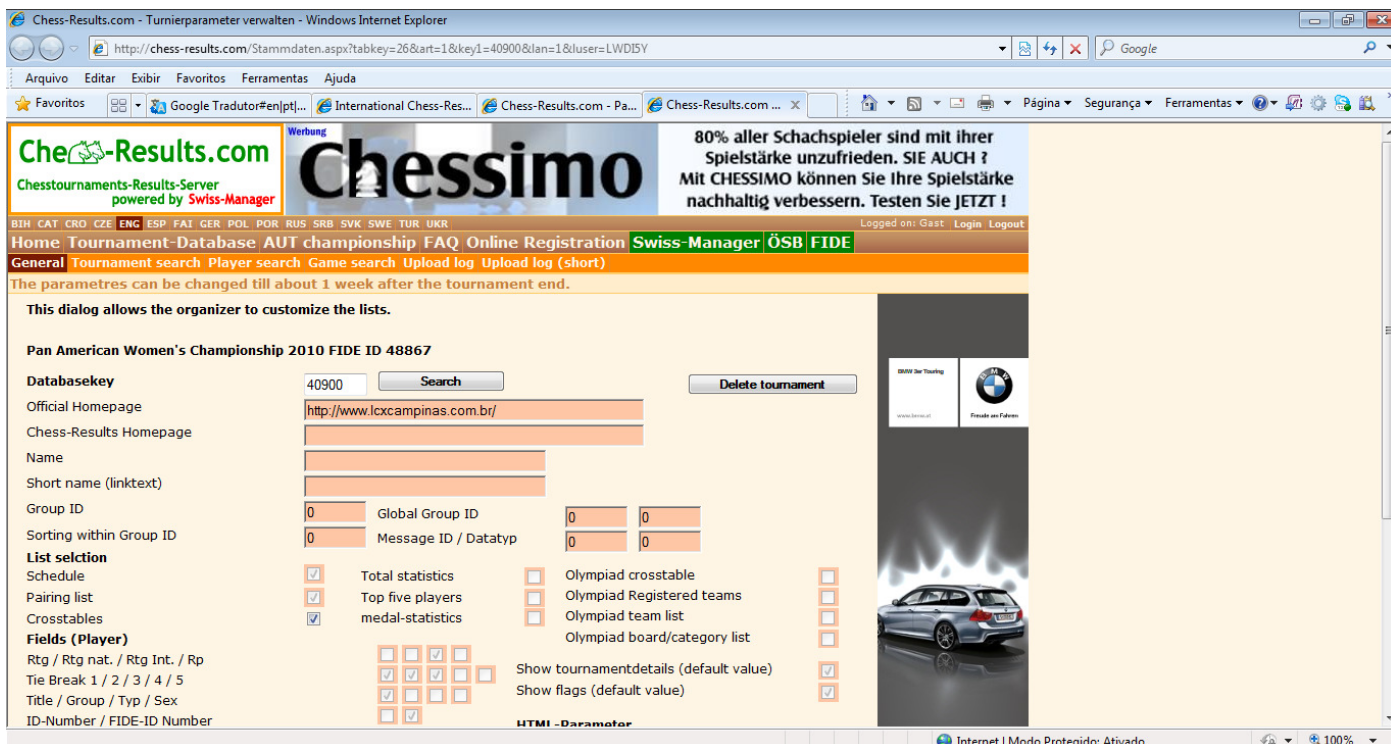 Chess-Results.com - Turnierparameter verwalten - Windows Internet Explorer
http://chess-results.com/Stammdaten.aspx?tabkey=26&art=1&key1=40900&lan=1&luser=LWDI5Y
Google
Arquivo Editar Exibir Favoritos Ferramentas Ajuda
Favoritos Google Tradutor#en|pt|... International Chess-Res... Chess-Results.com - Pa... Chess-Results.com ... X Página Segurança Ferramentas
Chess-Results.com
Chesstournaments-Results-Server
powered by Swiss-Manager
Werbung
Chessimo
80% aller Schachspieler sind mit ihrer
Spielstärke unzufrieden. SIE AUCH ?
Mit CHESSIMO können Sie Ihre Spielstärke
nachhaltig verbessern. Testen Sie JETZT !
BIH CAT CRO CZE ENG ESP FAI GER POL POR RUS SRB SVK SWE TUR UKR Logged on: Gast Login Logout
Home Tournament-Database AUT championship FAQ Online Registration Swiss-Manager ÖSB FIDE
General Tournament search Player search Game search Upload log Upload log (short)
The parametres can be changed till about 1 week after the tournament end.
This dialog allows the organizer to customize the lists.
Pan American Women's Championship 2010 FIDE ID 48867
Databasekey 40900 Search Delete tournament
Official Homepage http://www.lcxcampinas.com.br/
Chess-Results Homepage
Name
Short name (linktext)
Group ID 0 Global Group ID 0 0
Sorting within Group ID 0 Message ID / Datatyp 0 0
List selction
Schedule Total statistics Olympiad crosstable
Pairing list Top five players Olympiad Registered teams
Crosstables medal-statistics Olympiad team list
Fields (Player) Olympiad board/category list
Rtg / Rtg nat. / Rtg Int. / Rp Show tournamentdetails (default value)
Tie Break 1 / 2 / 3 / 4 / 5 Show flags (default value)
Title / Group / Typ / Sex
ID-Number / FIDE-ID Number HTML-Parameter
BMW 3er Touring
www.bmw.at Freude am Fahren
Internet | Modo Protegido: Ativado 100%